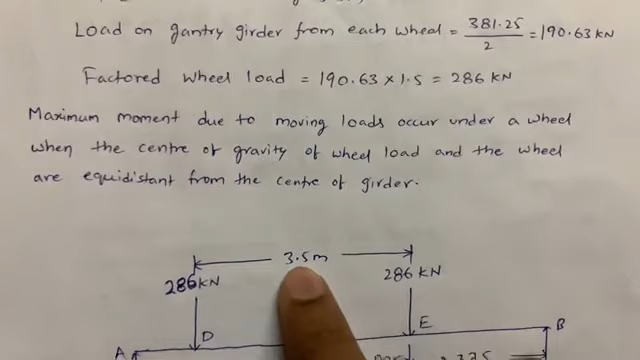 Load on gantry girder from each wheel = 381.25/2 = 190.63 KN
Factored wheel load = 190.63 × 1.5 = 286 KN
Maximum moment due to moving loads occur under a wheel
when the centre of gravity of wheel load and the wheel
are equidistant from the centre of girder.
3.5m
286KN 286 KN
D E B
A